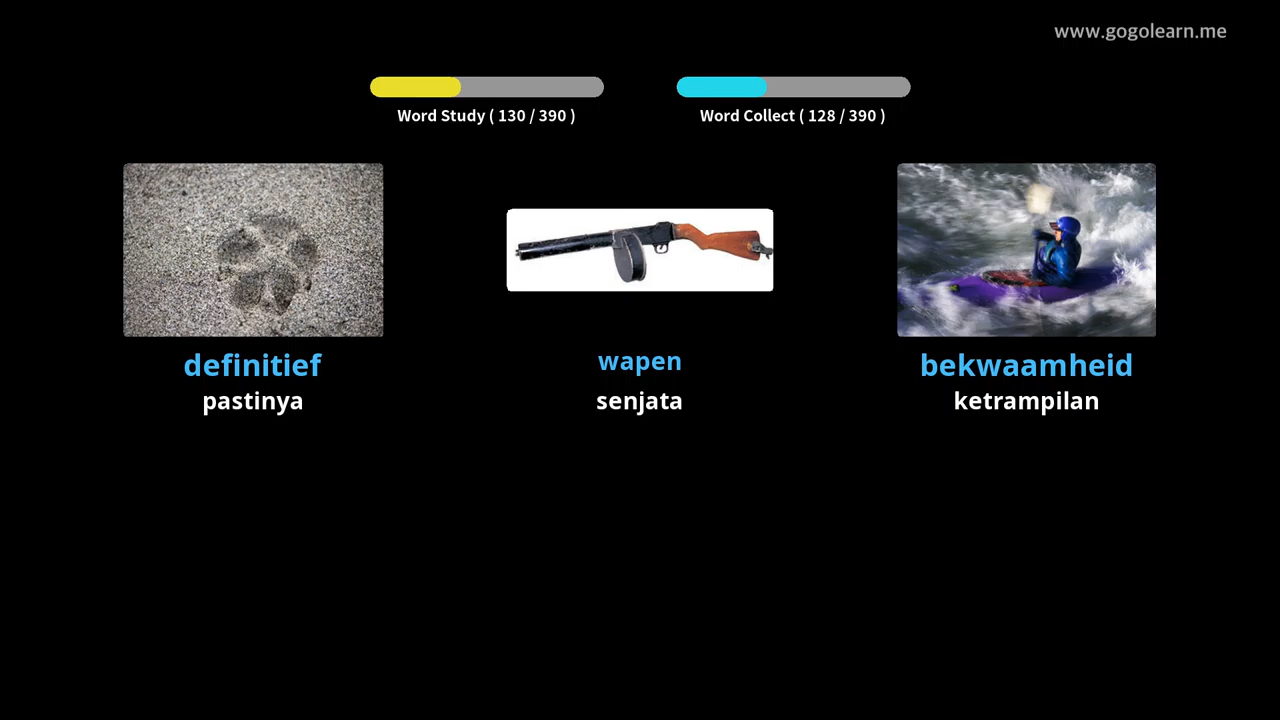 www.gogolearn.me
Word Study ( 130 / 390 )
Word Collect ( 128 / 390 )
definitief
wapen
bekwaamheid
pastinya
senjata
ketrampilan